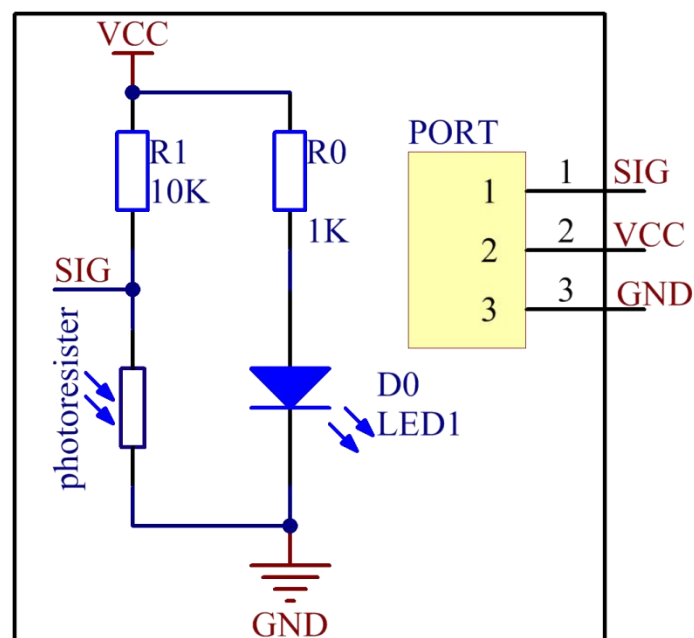 VCC
R1
10K
R0
1K
SIG
photoresister
D0
LED1
GND
PORT
1 1 SIG
2 2 VCC
3 3 GND